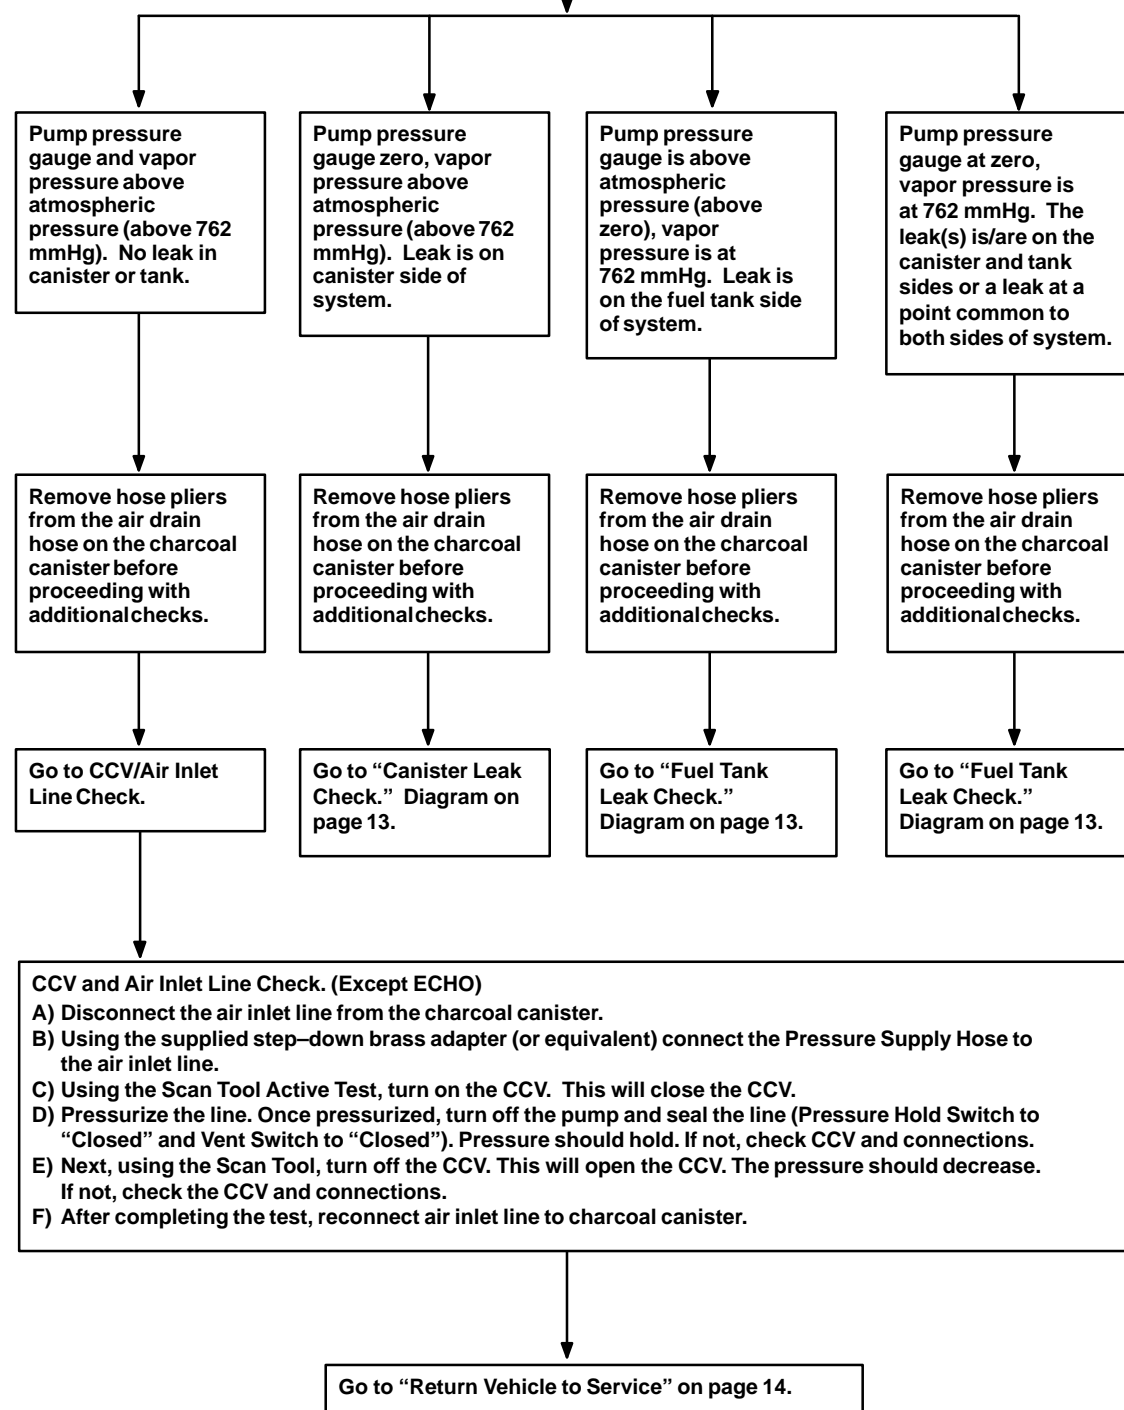 Pump pressure
gauge and vapor
pressure above
atmospheric
pressure (above 762
mmHg). No leak in
canister or tank.
Pump pressure
gauge zero, vapor
pressure above
atmospheric
pressure (above 762
mmHg). Leak is on
canister side of
system.
Pump pressure
gauge is above
atmospheric
pressure (above
zero), vapor
pressure is at
762 mmHg. Leak is
on the fuel tank side
of system.
Pump pressure
gauge at zero,
vapor pressure is
at 762 mmHg. The
leak(s) is/are on the
canister and tank
sides or a leak at a
point common to
both sides of system.
Remove hose pliers
from the air drain
hose on the charcoal
canister before
proceeding with
additional checks.
Remove hose pliers
from the air drain
hose on the charcoal
canister before
proceeding with
additional checks.
Remove hose pliers
from the air drain
hose on the charcoal
canister before
proceeding with
additional checks.
Remove hose pliers
from the air drain
hose on the charcoal
canister before
proceeding with
additional checks.
Go to CCV/Air Inlet
Line Check.
Go to “Canister Leak
Check.” Diagram on
page 13.
Go to “Fuel Tank
Leak Check.”
Diagram on page 13.
Go to “Fuel Tank
Leak Check.”
Diagram on page 13.
CCV and Air Inlet Line Check. (Except ECHO)
A) Disconnect the air inlet line from the charcoal canister.
B) Using the supplied step–down brass adapter (or equivalent) connect the Pressure Supply Hose to
the air inlet line.
C) Using the Scan Tool Active Test, turn on the CCV. This will close the CCV.
D) Pressurize the line. Once pressurized, turn off the pump and seal the line (Pressure Hold Switch to
“Closed” and Vent Switch to “Closed”). Pressure should hold. If not, check CCV and connections.
E) Next, using the Scan Tool, turn off the CCV. This will open the CCV. The pressure should decrease.
If not, check the CCV and connections.
F) After completing the test, reconnect air inlet line to charcoal canister.
Go to “Return Vehicle to Service” on page 14.